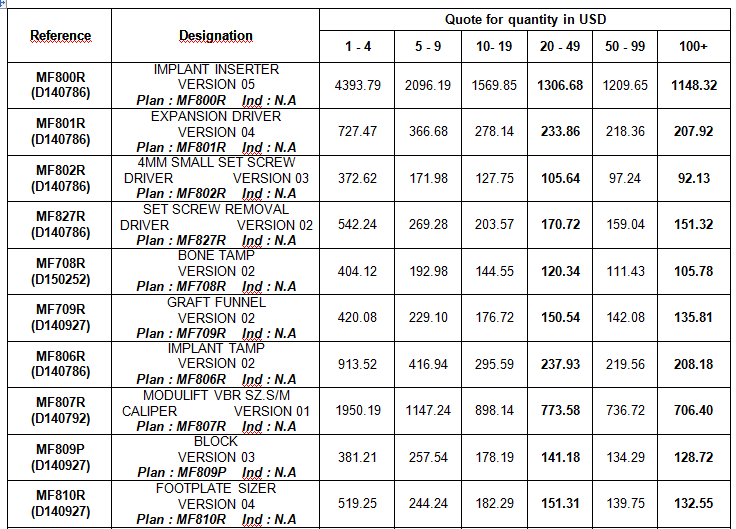 Reference Designation Quote for quantity in USD
1 - 4 5 - 9 10- 19 20 - 49 50 - 99 100+
MF800R
(D140786)
IMPLANT INSERTER
VERSION 05
Plan : MF800R Ind : N.A
4393.79 2096.19 1569.85 1306.68 1209.65 1148.32
MF801R
(D140786)
EXPANSION DRIVER
VERSION 04
Plan : MF801R Ind : N.A
727.47 366.68 278.14 233.86 218.36 207.92
MF802R
(D140786)
4MM SMALL SET SCREW
DRIVER VERSION 03
Plan : MF802R Ind : N.A
372.62 171.98 127.75 105.64 97.24 92.13
MF827R
(D140786)
SET SCREW REMOVAL
DRIVER VERSION 02
Plan : MF827R Ind : N.A
542.24 269.28 203.57 170.72 159.04 151.32
MF708R
(D150252)
BONE TAMP
VERSION 02
Plan : MF708R Ind : N.A
404.12 192.98 144.55 120.34 111.43 105.78
MF709R
(D140927)
GRAFT FUNNEL
VERSION 02
Plan : MF709R Ind : N.A
420.08 229.10 176.72 150.54 142.08 135.81
MF806R
(D140786)
IMPLANT TAMP
VERSION 02
Plan : MF806R Ind : N.A
913.52 416.94 295.59 237.93 219.56 208.18
MF807R
(D140792)
MODULIFT VBR SZ.S/M
CALIPER VERSION 01
Plan : MF807R Ind : N.A
1950.19 1147.24 898.14 773.58 736.72 706.40
MF809P
(D140927)
BLOCK
VERSION 03
Plan : MF809P Ind : N.A
381.21 257.54 178.19 141.18 134.29 128.72
MF810R
(D140927)
FOOTPLATE SIZER
VERSION 04
Plan : MF810R Ind : N.A
519.25 244.24 182.29 151.31 139.75 132.55